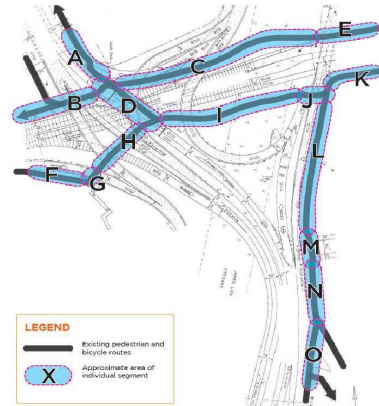 E
A
C
K
B
D
J
I
H
L
F
G
M
N
LEGEND
Existing pedestrian and
bicycle routes
X
Approximate area of
individual segment
O